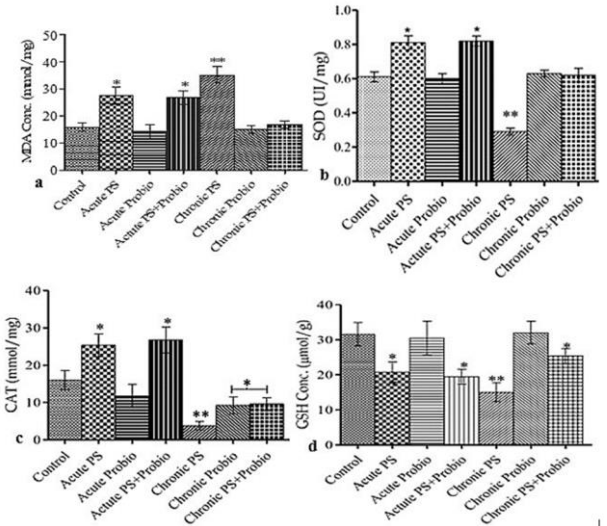 a
MDA Conc. (mmol/mg)
50
40
30
20
10
0
*
*
**
Control
Acute PS
Acute Probio
Actute PS+Probio
Chronic PS
Chronic Probio
Chronic PS+Probio
b
SOD (UI/mg)
1.0
0.8
0.6
0.4
0.2
0.0
*
*
**
Control
Acute PS
Acute Probio
Actute PS+Probio
Chronic PS
Chronic Probio
Chronic PS+Probio
c
CAT (mmol/mg)
40
30
20
10
0
*
*
**
*
Control
Acute PS
Acute Probio
Actute PS+Probio
Chronic PS
Chronic Probio
Chronic PS+Probio
d
GSH Conc. (μmol/g)
40
30
20
10
0
*
*
**
*
Control
Acute PS
Acute Probio
Actute PS+Probio
Chronic PS
Chronic Probio
Chronic PS+Probio